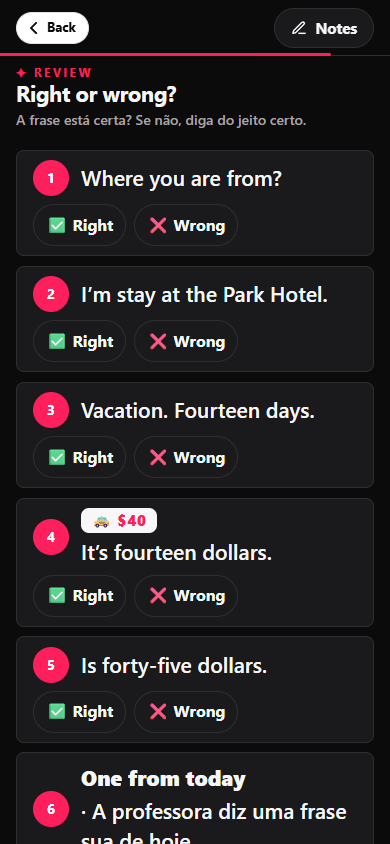 Back
Notes
✦ REVIEW
Right or wrong?
A frase está certa? Se não, diga do jeito certo.
1 Where you are from?
✅ Right ❌ Wrong
2 I’m stay at the Park Hotel.
✅ Right ❌ Wrong
3 Vacation. Fourteen days.
✅ Right ❌ Wrong
🚕 $40
4 It’s fourteen dollars.
✅ Right ❌ Wrong
5 Is forty-five dollars.
✅ Right ❌ Wrong
One from today
6 · A professora diz uma frase
sua de hoje